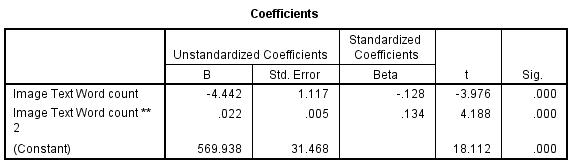 Coefficients
Unstandardized Coefficients Standardized Coefficients
B Std. Error Beta t Sig.
Image Text Word count -4.442 1.117 -.128 -3.976 .000
Image Text Word count ** 2 .022 .005 .134 4.188 .000
(Constant) 569.938 31.468 18.112 .000